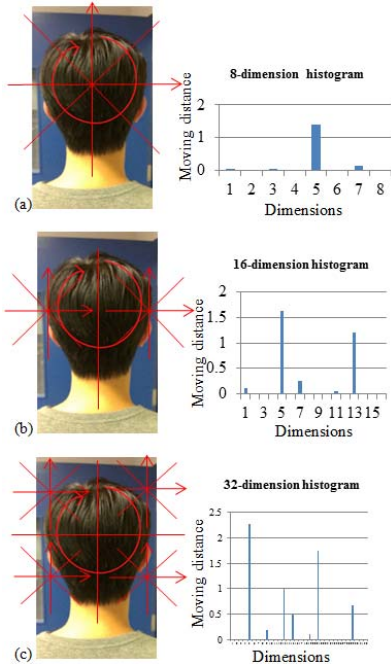 8-dimension histogram
Moving distance
2
1
0
1 2 3 4 5 6 7 8
Dimensions
(a)
16-dimension histogram
Moving distance
2
1.5
1
0.5
0
1 3 5 7 9 11 13 15
Dimensions
(b)
32-dimension histogram
Moving distance
2.5
2
1.5
1
0.5
0
Dimensions
(c)